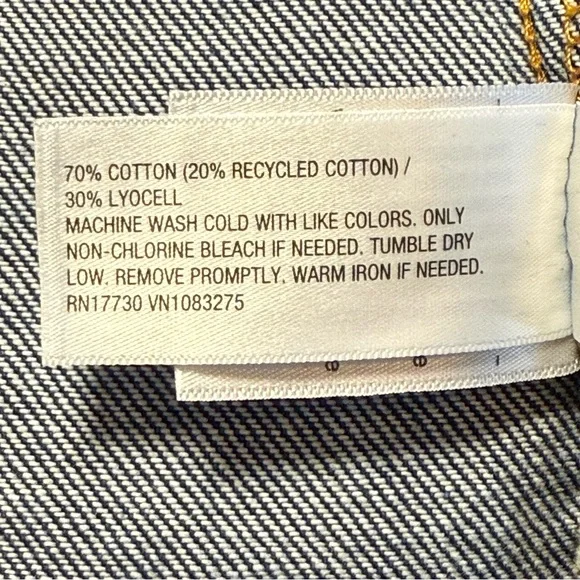 70% COTTON (20% RECYCLED COTTON) /
30% LYOCELL
MACHINE WASH COLD WITH LIKE COLORS. ONLY
NON-CHLORINE BLEACH IF NEEDED. TUMBLE DRY
LOW. REMOVE PROMPTLY. WARM IRON IF NEEDED.
RN17730 VN1083275